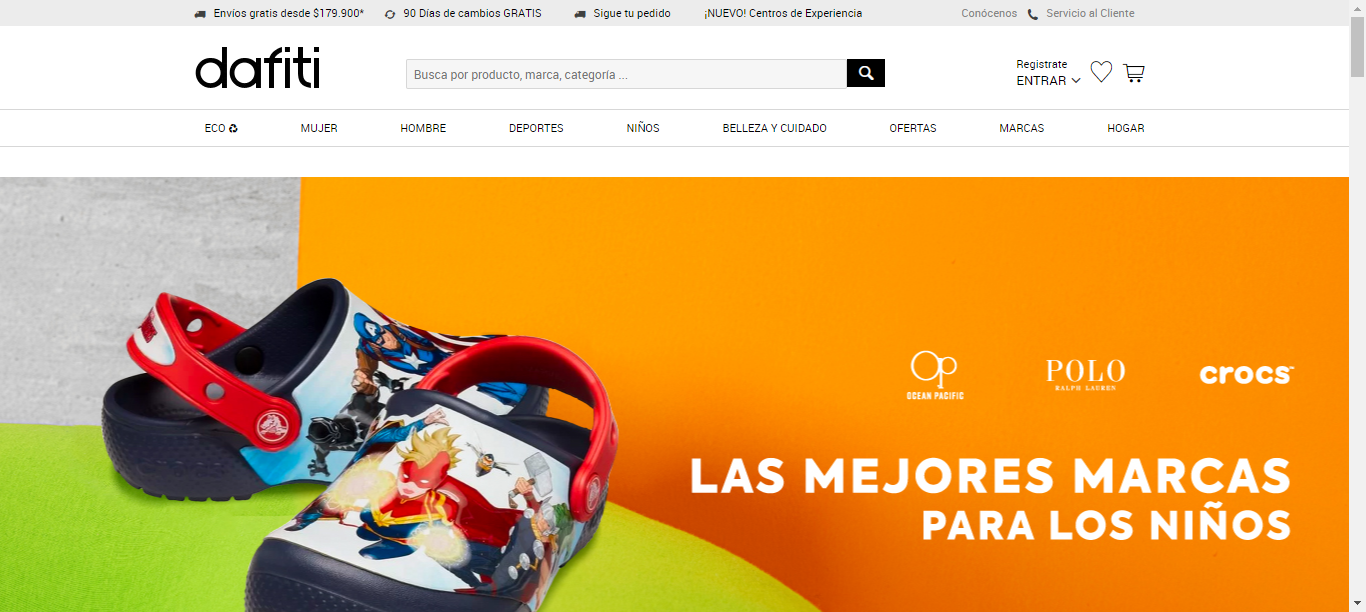 Envíos gratis desde $179.900* 90 Días de cambios GRATIS Sigue tu pedido ¡NUEVO! Centros de Experiencia Conócenos Servicio al Cliente
dafiti
Busca por producto, marca, categoría ...
Registrate
ENTRAR
ECO MUJER HOMBRE DEPORTES NIÑOS BELLEZA Y CUIDADO OFERTAS MARCAS HOGAR
Op POLO crocs™
OCEAN PACIFIC RALPH LAUREN
LAS MEJORES MARCAS
PARA LOS NIÑOS